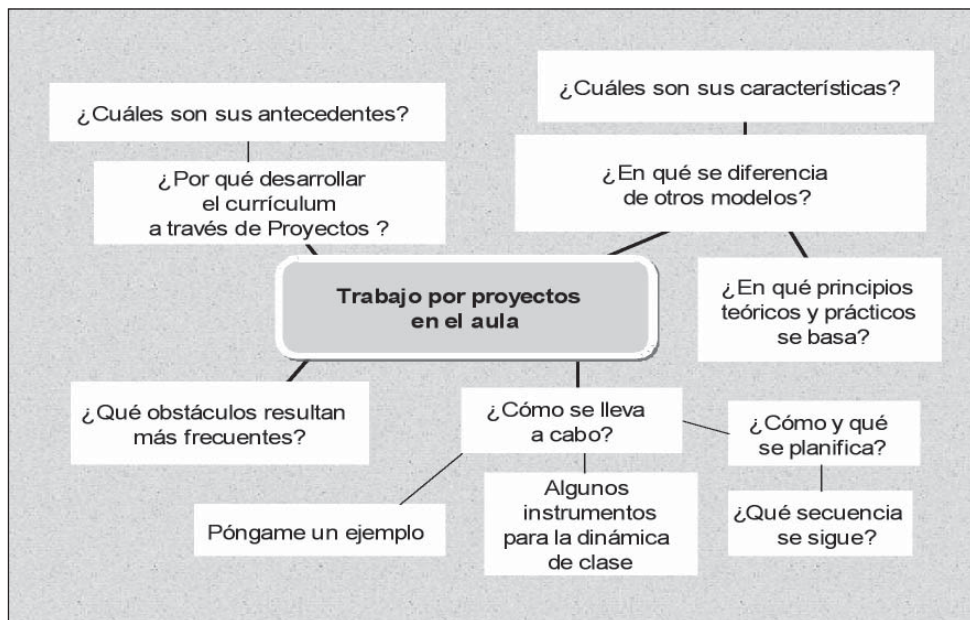 ¿Cuáles son sus antecedentes?
¿Por qué desarrollar
el currículum
a través de Proyectos ?
¿Cuáles son sus características?
¿En qué se diferencia
de otros modelos?
¿En qué principios
teóricos y prácticos
se basa?
Trabajo por proyectos
en el aula
¿Qué obstáculos resultan
más frecuentes?
¿Cómo se lleva
a cabo?
¿Cómo y qué
se planifica?
¿Qué secuencia
se sigue?
Algunos
instrumentos
para la dinámica
de clase
Póngame un ejemplo